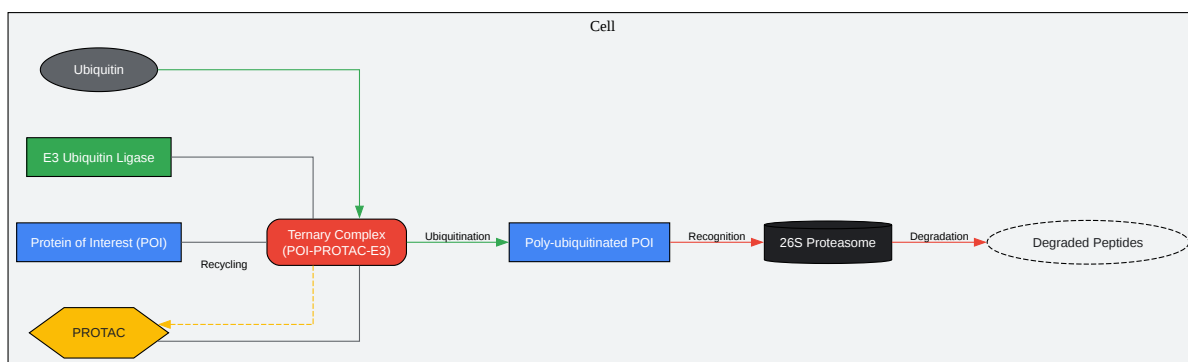 Cell
Ubiquitin
E3 Ubiquitin Ligase
Protein of Interest (POI)
Recycling
PROTAC
Ternary Complex
(POI-PROTAC-E3)
Ubiquitination
Poly-ubiquitinated POI
Recognition
26S Proteasome
Degradation
Degraded Peptides